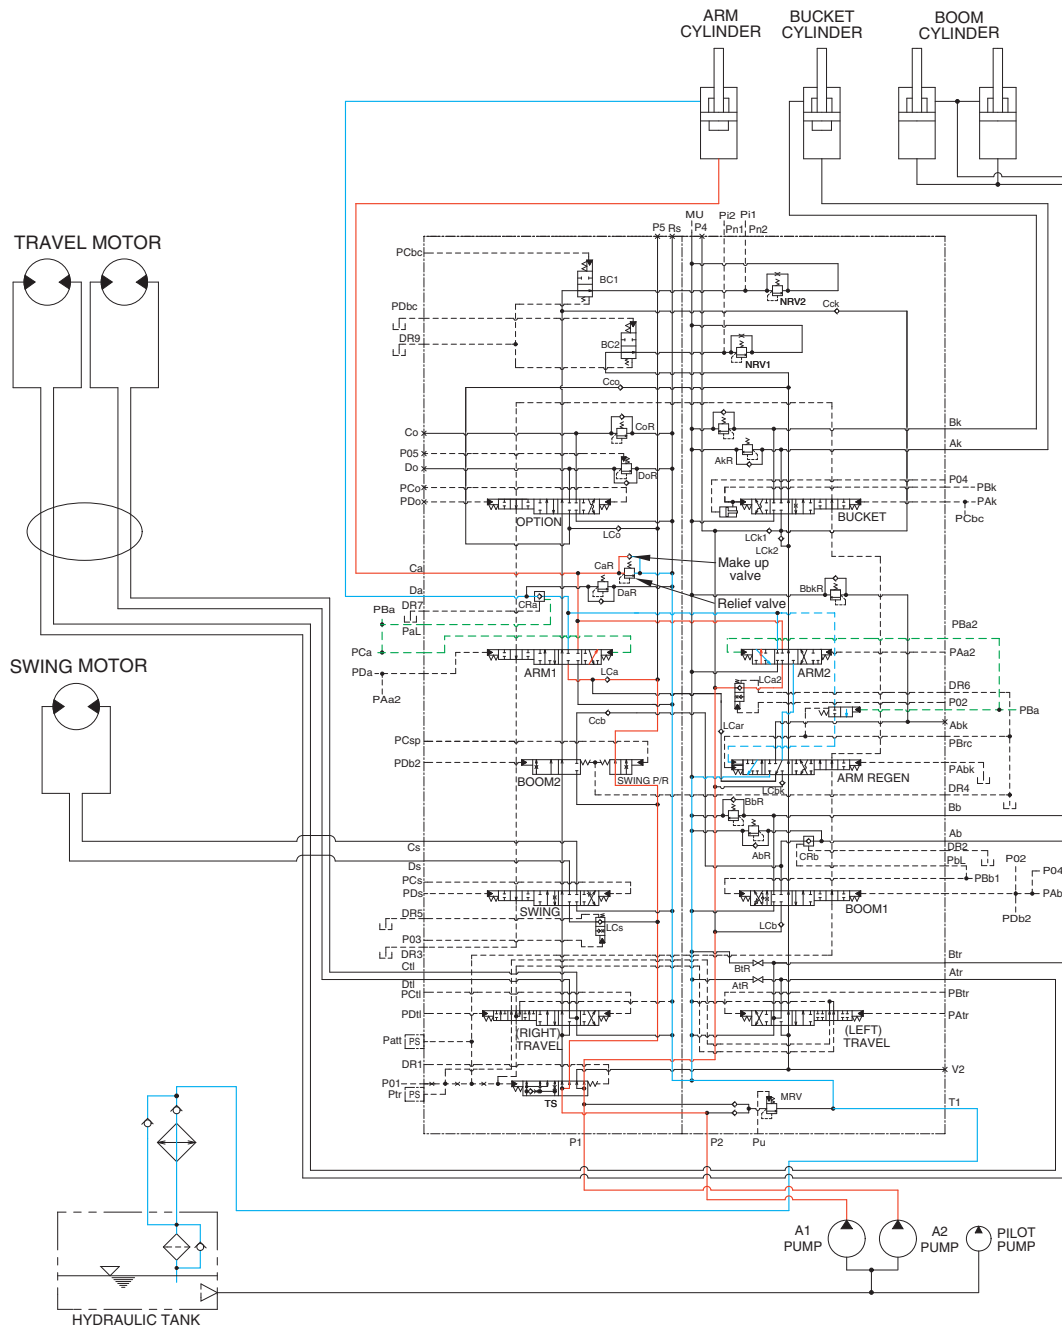 ARM
CYLINDER
BUCKET
CYLINDER
BOOM
CYLINDER
TRAVEL MOTOR
SWING MOTOR
P5 Rs
MU
P4
Pi2 Pi1
Pn1 Pn2
PCbc
BC1
NRV2
Cck
PDbc
DR9
BC2
NRV1
Cco
Co
CoR
Bk
Ak
P05
Do
DoR
AkR
P04
PCo
PDo
PBk
PAk
PCbc
OPTION
BUCKET
LCo
LCk1
LCk2
Ca
CaR
Make up
valve
Da
DaR
Relief valve
BbkR
CRa
PBa
DR7
PaL
PBa2
PCa
PDa
PAa2
PAa2
ARM1
LCa
ARM2
LCa2
DR6
P02
PBa
Ccb
LCar
Abk
PCsp
PBrc
PDb2
BOOM2
SWING P/R
ARM REGEN
PAbk
LCbk
DR4
BbR
Bb
Cs
AbR
CRb
Ab
DR2
Ds
PbL
P02
PCs
PBb1
P04
PDs
PAb
SWING
BOOM1
PDb2
DR5
LCs
LCb
P03
DR3
Ctl
BtR
Btr
AtR
Atr
Dtl
PCtl
PBtr
PDtl
PAtr
(RIGHT)
TRAVEL
(LEFT)
TRAVEL
Patt PS
DR1
V2
P01
Ptr PS
TS
MRV
T1
P1
P2
Pu
A1
PUMP
A2
PUMP
PILOT
PUMP
HYDRAULIC TANK